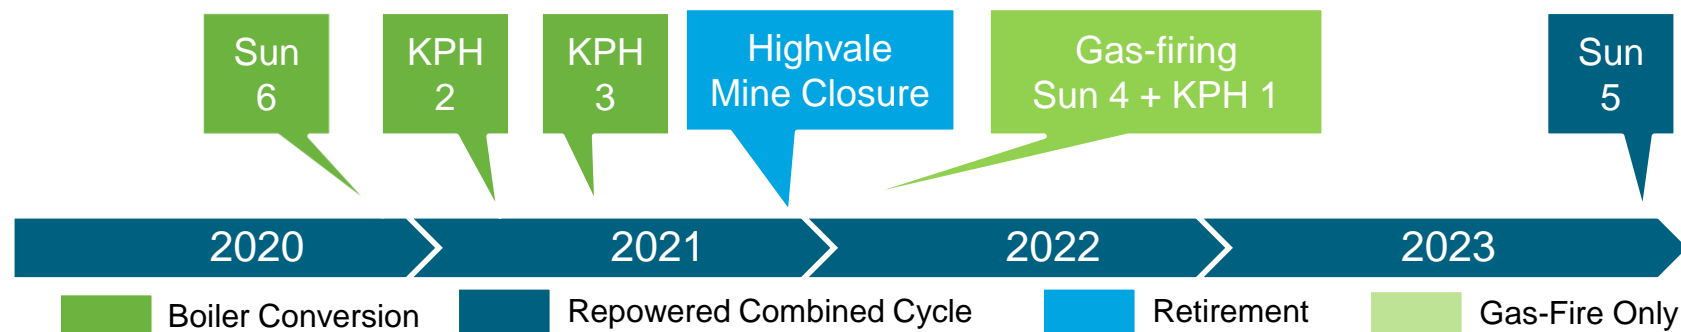 Sun
6
KPH
2
KPH
3
Highvale
Mine Closure
Gas-firing
Sun 4 + KPH 1
Sun
5
2020
2021
2022
2023
Boiler Conversion
Repowered Combined Cycle
Retirement
Gas-Fire Only